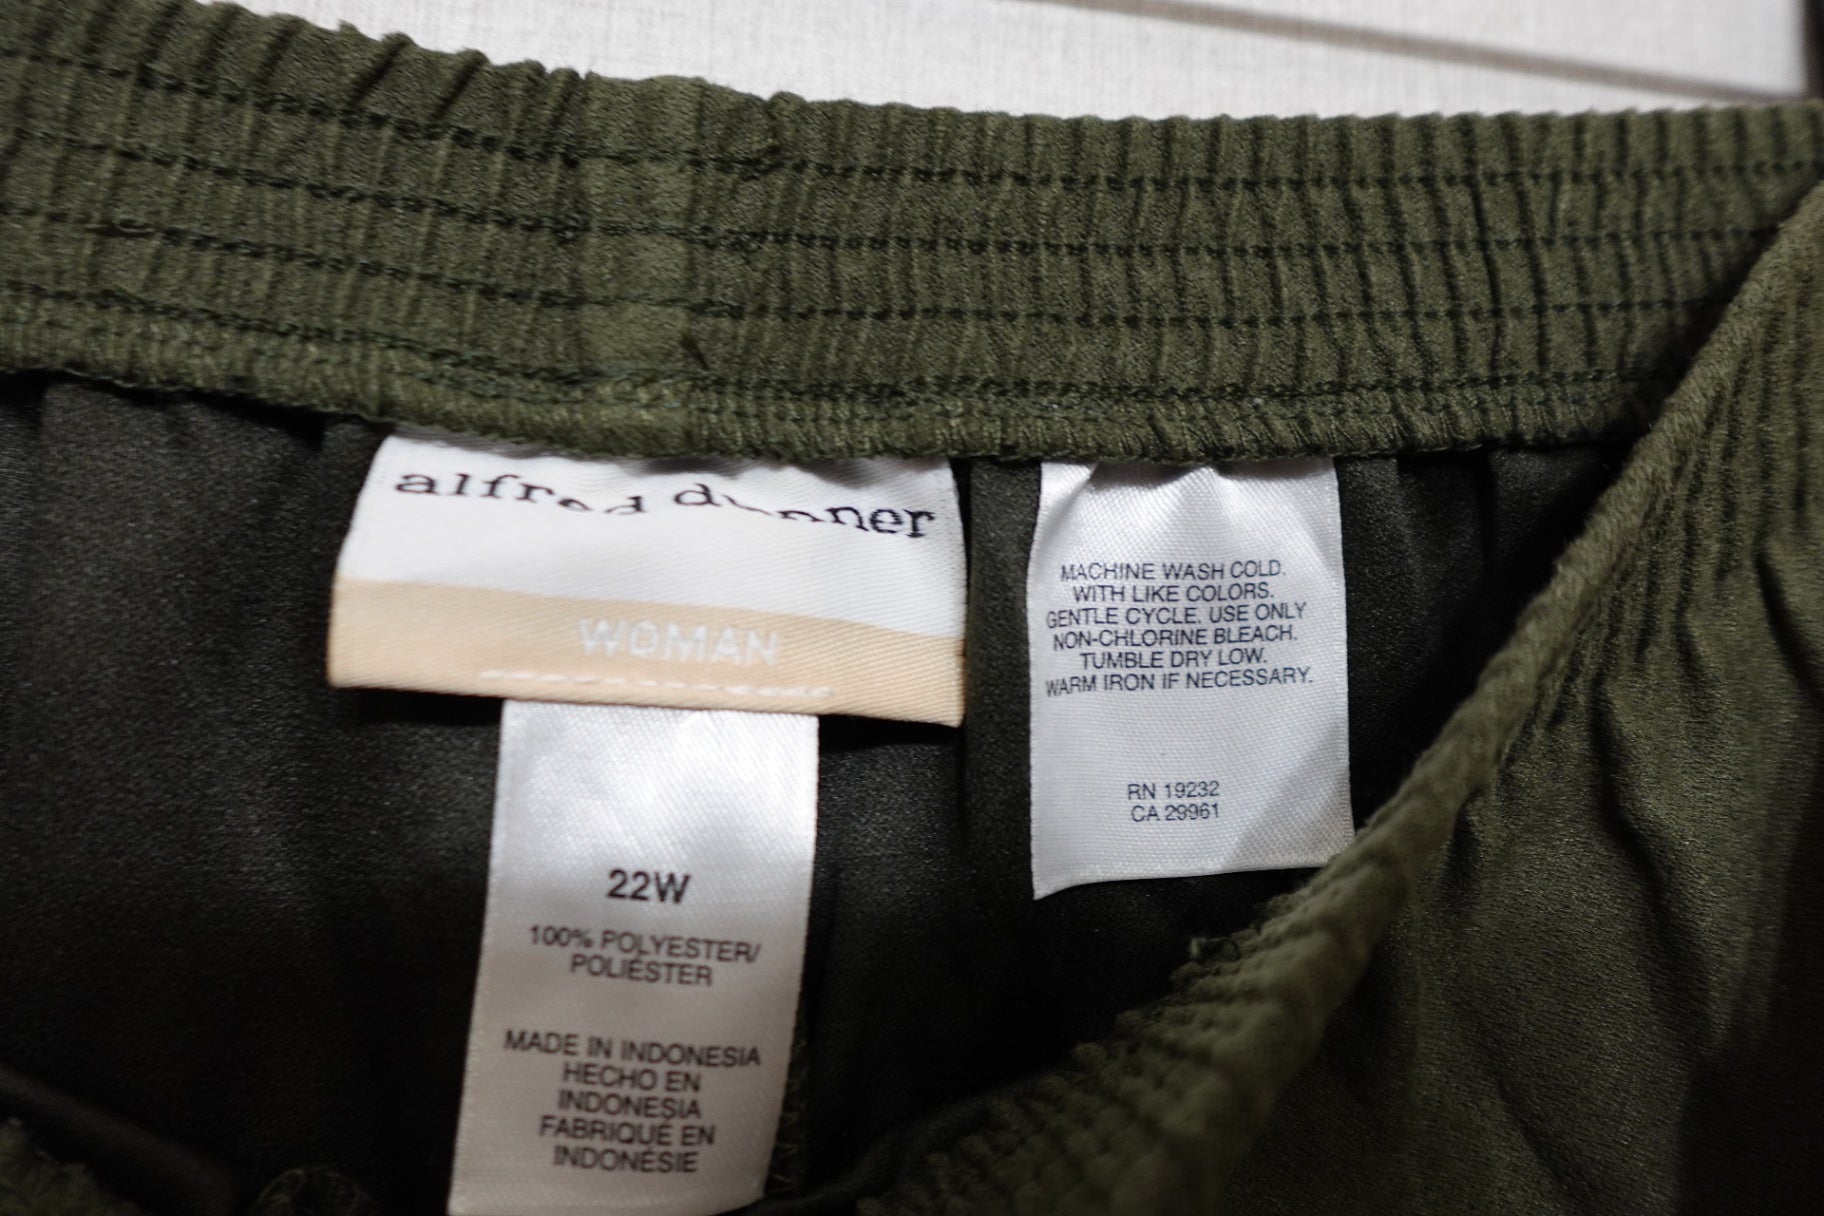 alfred dunner
WOMAN
22W
100% POLYESTER/
POLIÉSTER
MADE IN INDONESIA
HECHO EN
INDONESIA
FABRIQUÉ EN
INDONÉSIE
MACHINE WASH COLD.
WITH LIKE COLORS.
GENTLE CYCLE. USE ONLY
NON-CHLORINE BLEACH.
TUMBLE DRY LOW.
WARM IRON IF NECESSARY.
RN 19232
CA 29961